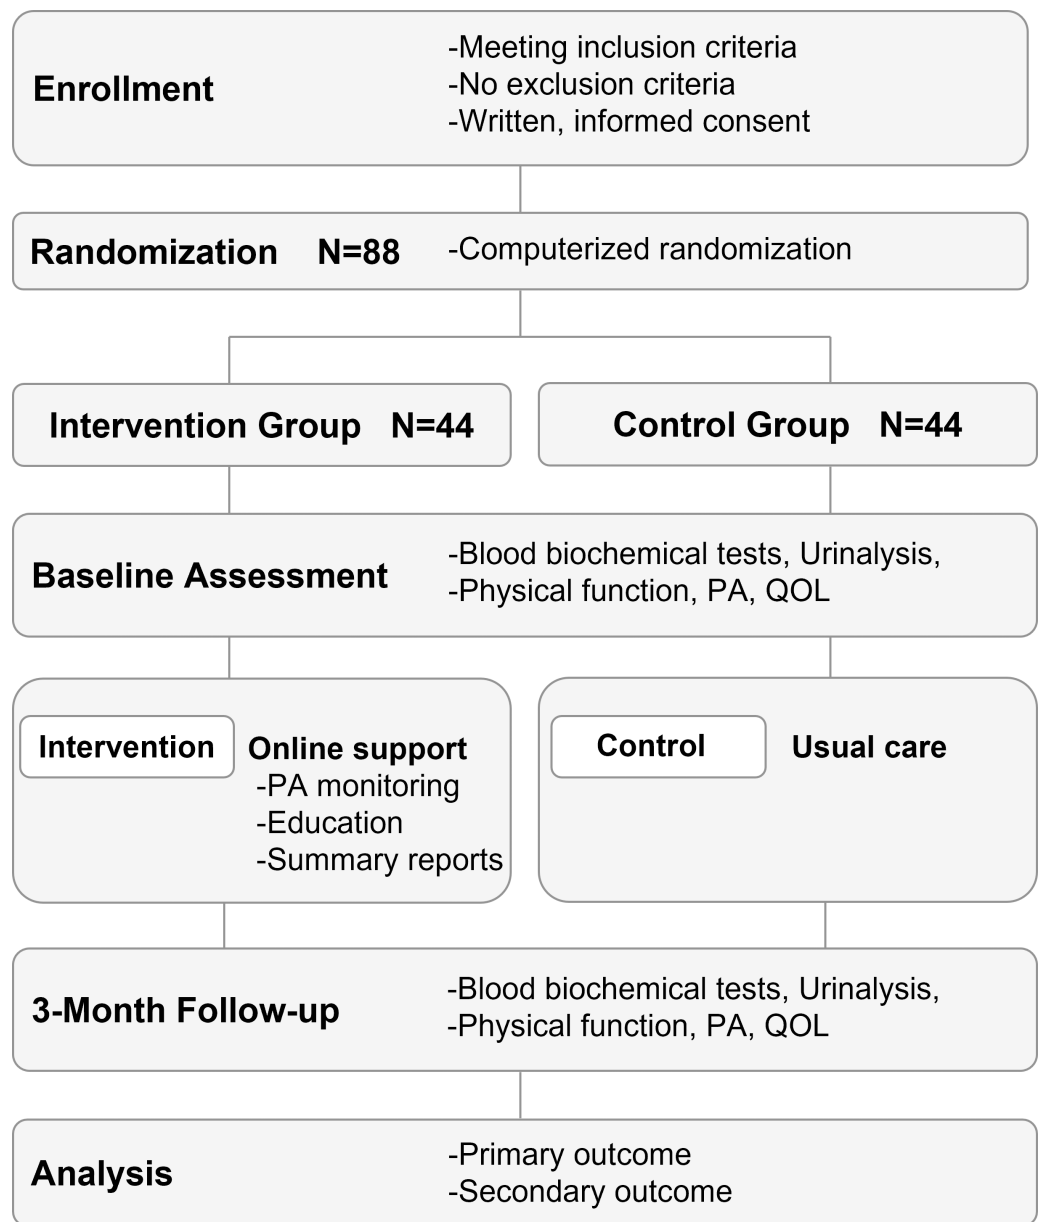 Enrollment
-Meeting inclusion criteria
-No exclusion criteria
-Written, informed consent
Randomization N=88
-Computerized randomization
Intervention Group N=44
Control Group N=44
Baseline Assessment
-Blood biochemical tests, Urinalysis,
-Physical function, PA, QOL
Intervention
Online support
-PA monitoring
-Education
-Summary reports
Control
Usual care
3-Month Follow-up
-Blood biochemical tests, Urinalysis,
-Physical function, PA, QOL
Analysis
-Primary outcome
-Secondary outcome